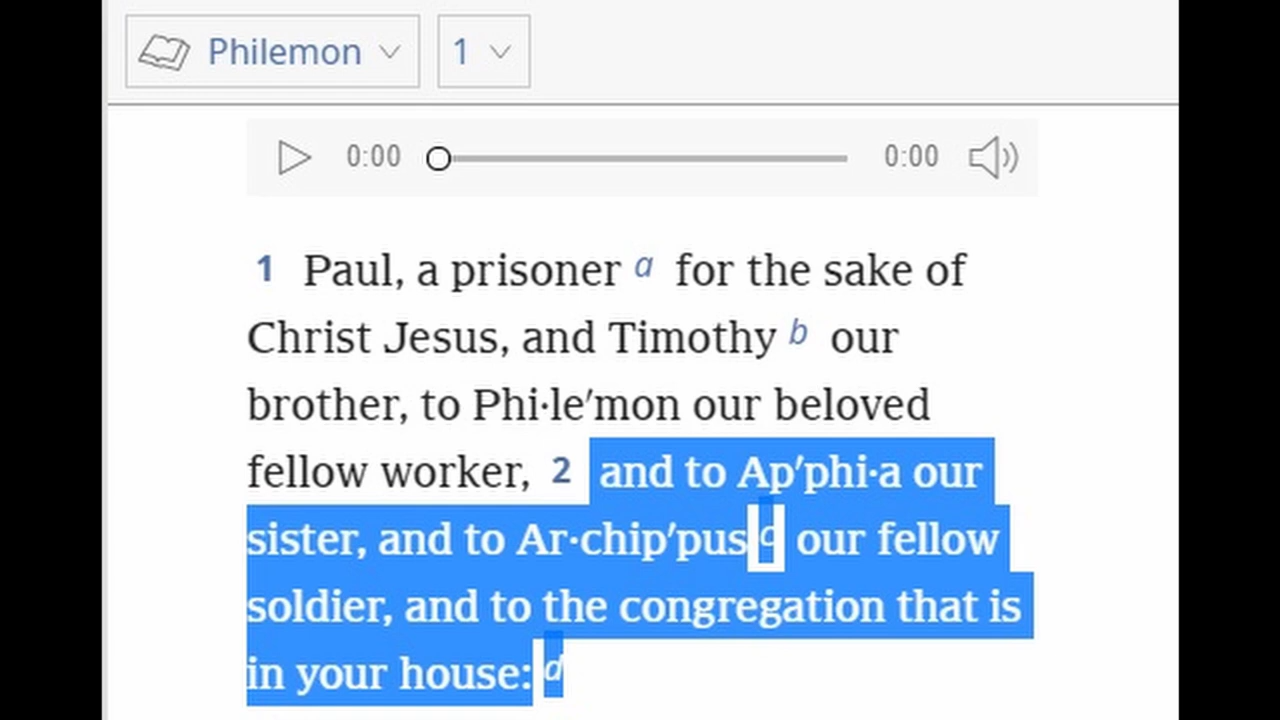 Philemon 1
0:00 0:00
1 Paul, a prisoner a for the sake of
Christ Jesus, and Timothy b our
brother, to Phi·leʹmon our beloved
fellow worker, 2 and to Apʹphi·a our
sister, and to Ar·chipʹpus c our fellow
soldier, and to the congregation that is
in your house: d